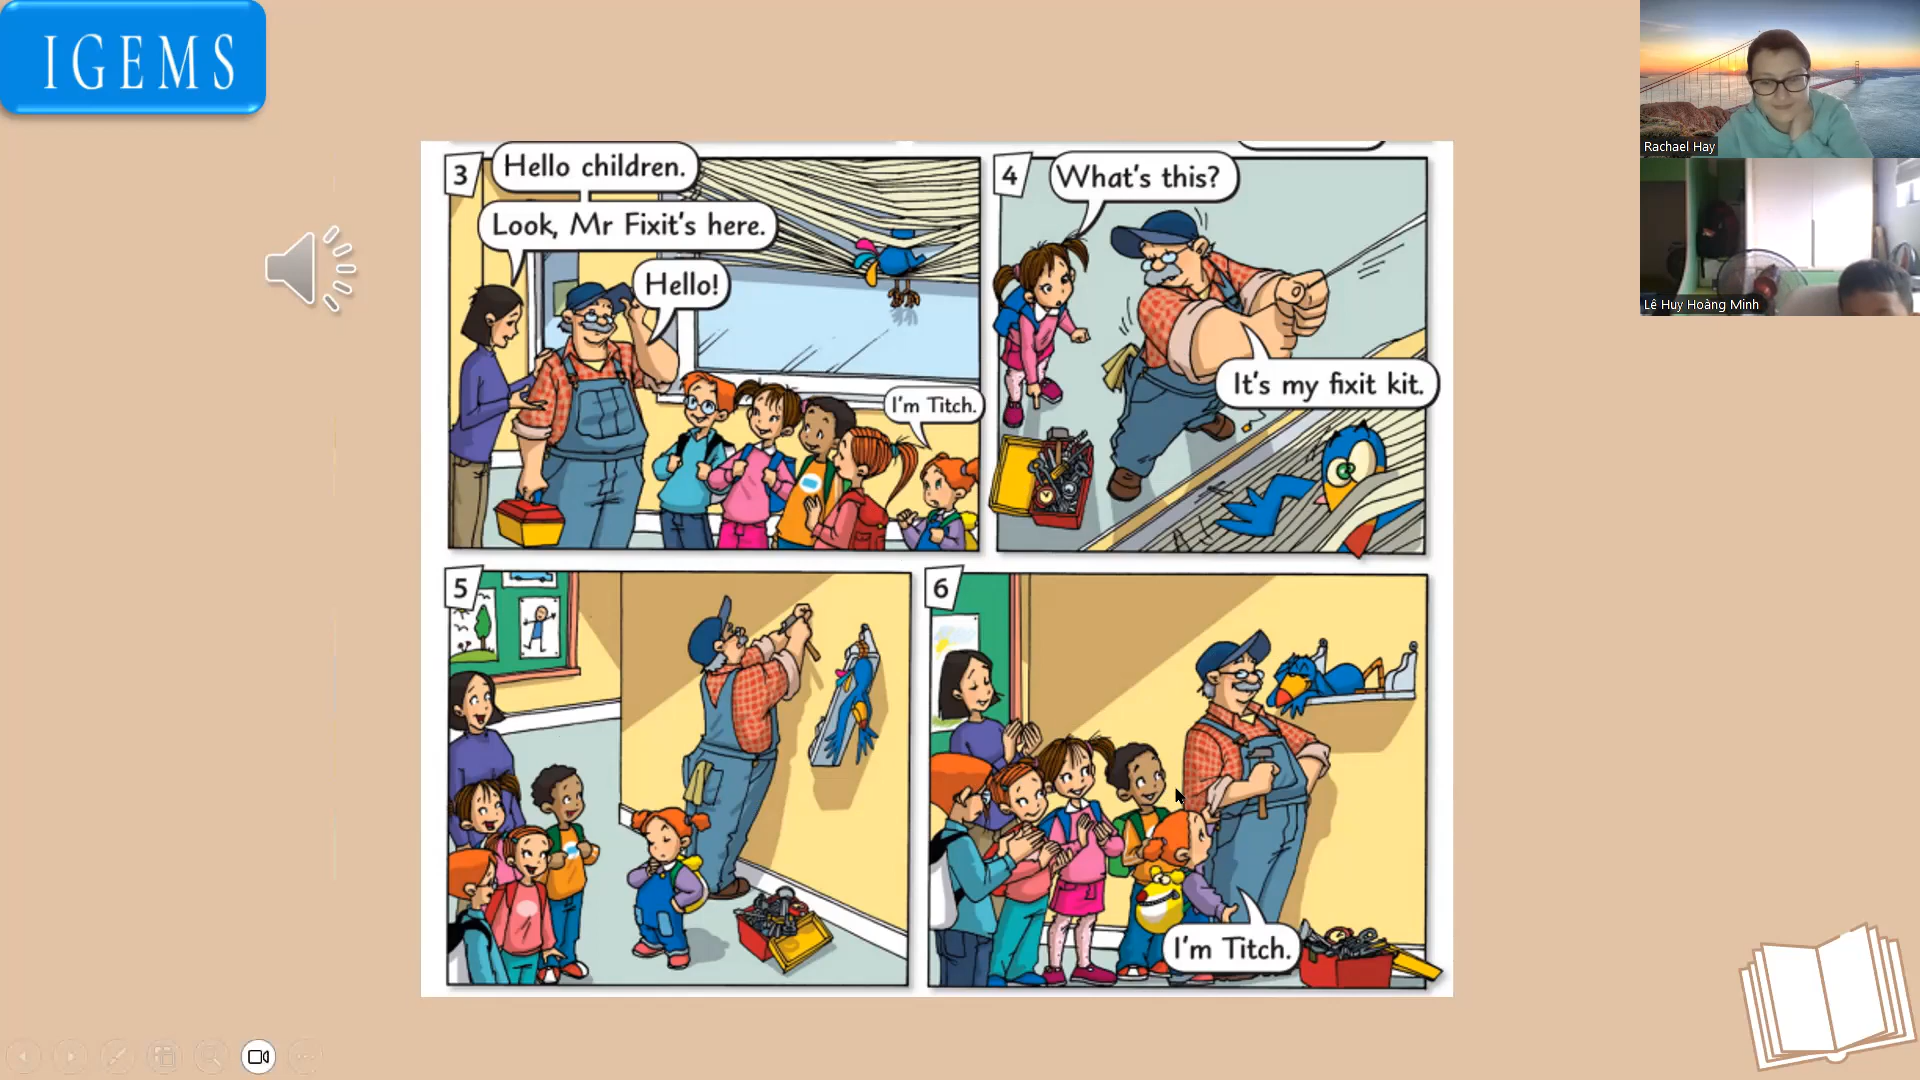 IGEMS
3
Hello children.
Look, Mr Fixit's here.
Hello!
I'm Titch.
4
What's this?
It's my fixit kit.
5
6
I'm Titch.
Rachael Hay
Lê Huy Hoàng Minh